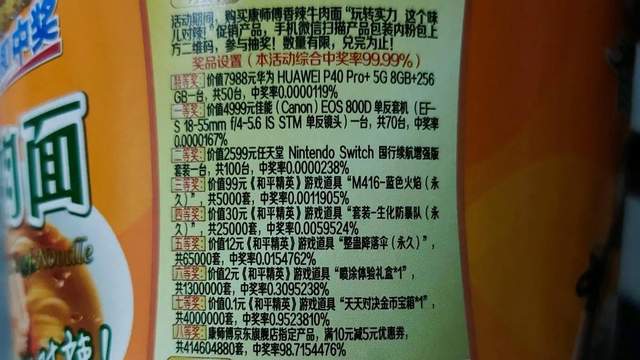 中奖
面
Noodle
辣!
活动期间，购买康师傅香辣牛肉面“玩转实力 这个味
儿对辣！”促销产品，手机微信扫描产品包装内粉包上
方二维码，参与抽奖！数量有限，兑完为止！
奖品设置（本活动综合中奖率99.99%）
特等奖：价值7988元华为 HUAWEI P40 Pro+ 5G 8GB+256
GB一台，共50台，中奖率0.0000119%
一等奖：价值4999元佳能（Canon）EOS 800D 单反套机（EF-
S 18-55mm f/4-5.6 IS STM 单反镜头）一台，共70台，中奖率
0.0000167%
二等奖：价值2599元任天堂 Nintendo Switch 国行续航增强版
套装一台，共100台，中奖率0.0000238%
三等奖：价值99元《和平精英》游戏道具“M416-蓝色火焰（永
久）”，共5000套，中奖率0.0011905%
四等奖：价值30元《和平精英》游戏道具“套装-生化防暴队（永
久）”，共25000套，中奖率0.0059524%
五等奖：价值12元《和平精英》游戏道具“整蛊降落伞（永久）”，
共65000套，中奖率0.0154762%
六等奖：价值2元《和平精英》游戏道具“喷涂体验礼盒*1”，
共1300000套，中奖率0.3095238%
七等奖：价值0.1元《和平精英》游戏道具“天天对决金币宝箱*1”，
共4000000套，中奖率0.9523810%
八等奖：康师傅京东旗舰店指定产品，满10元减5元优惠券，
共414604880套，中奖率98.7154476%